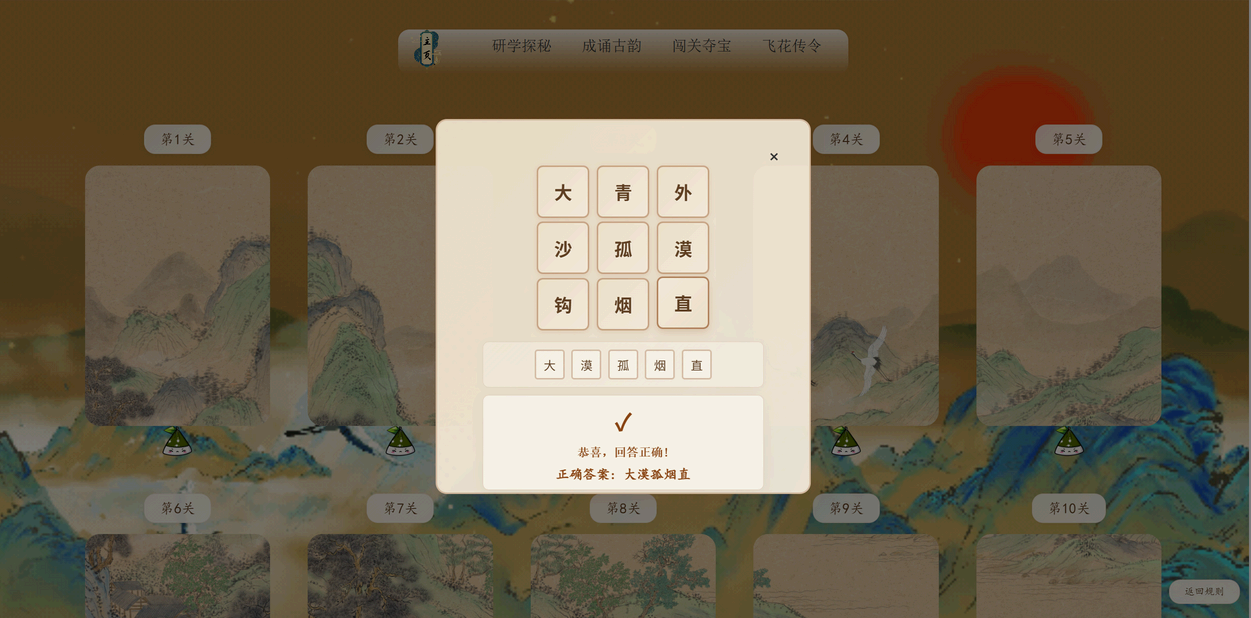 主页 研学探秘 成诵古韵 闯关夺宝 飞花传令
第1关 第2关 第4关 第5关
×
大 青 外
沙 孤 漠
钩 烟 直
大 漠 孤 烟 直
✓
恭喜，回答正确！
正确答案：大漠孤烟直
第6关 第7关 第8关 第9关 第10关
返回规则